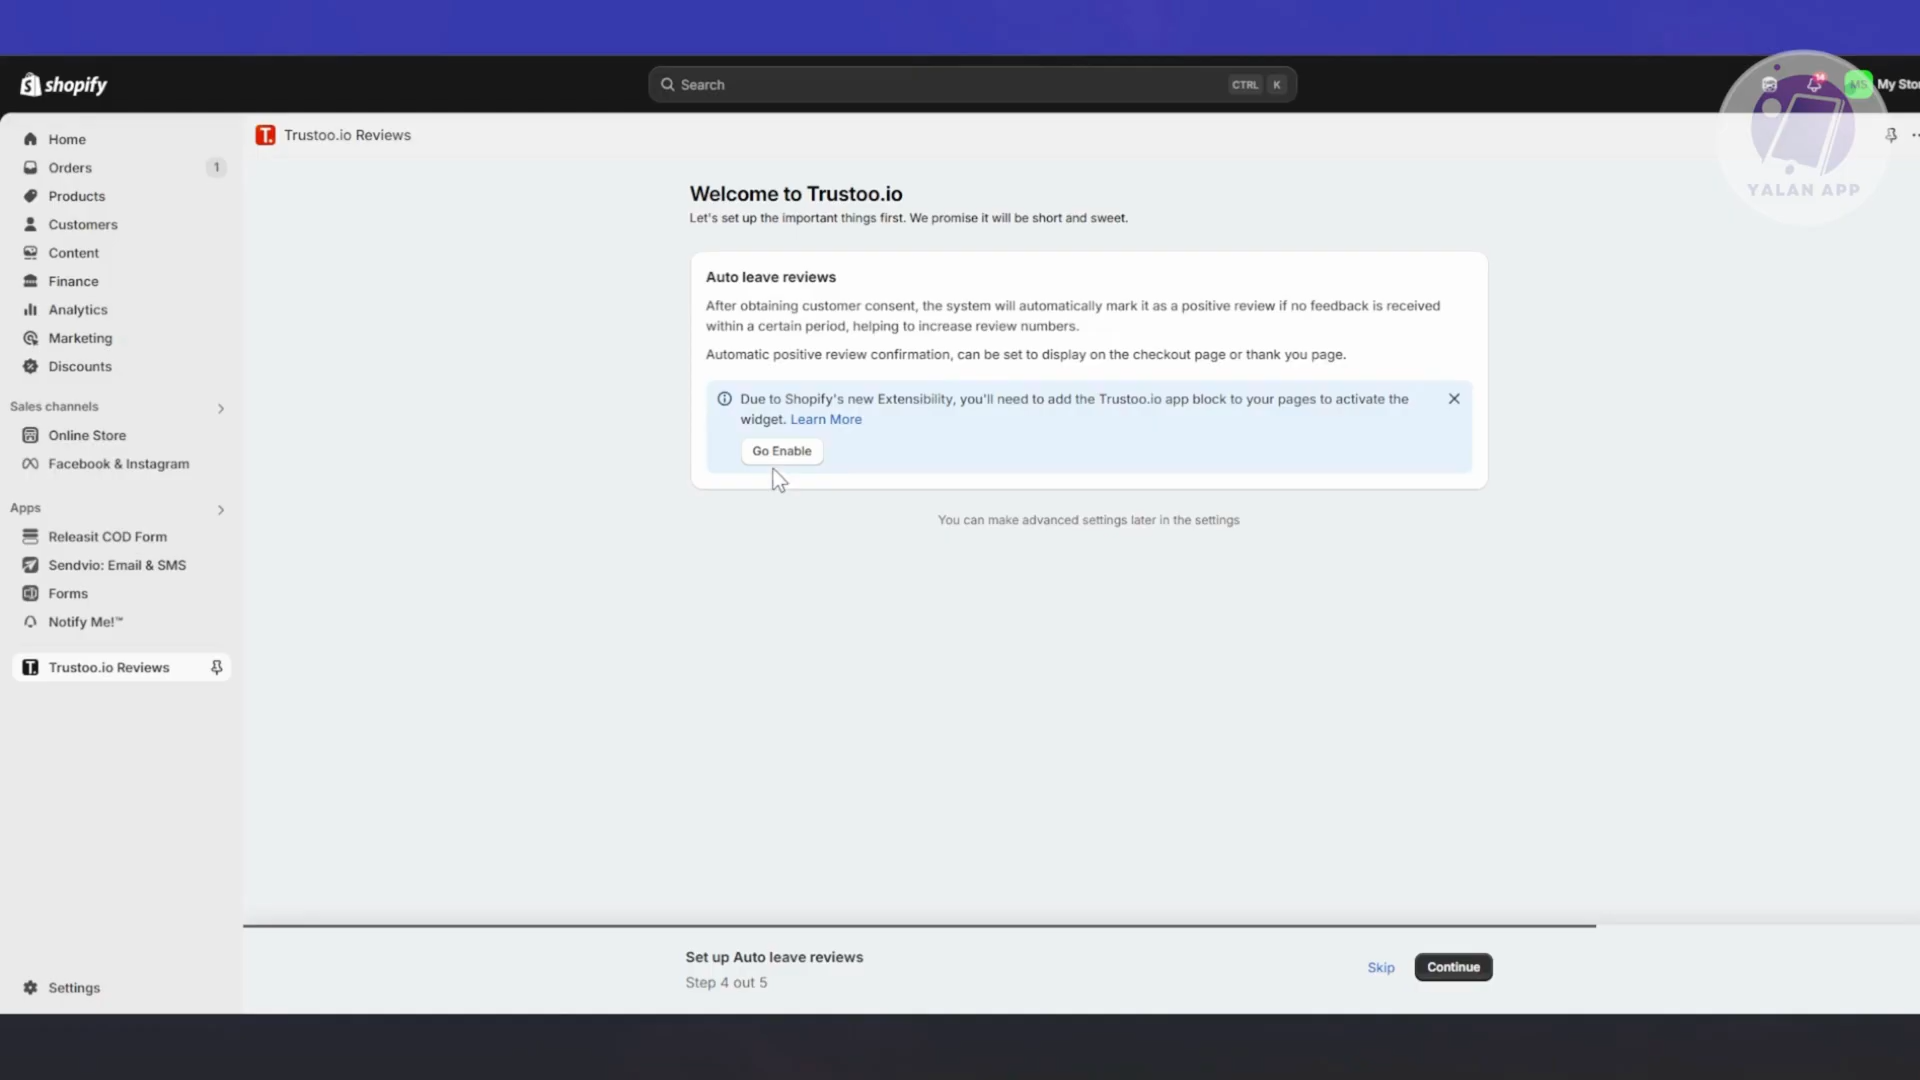 shopify
Search
CTRL K
MS
My Sto
YALAN APP
Home
Orders
1
Products
Customers
Content
Finance
Analytics
Marketing
Discounts
Sales channels
Online Store
Facebook & Instagram
Apps
Releasit COD Form
Sendvio: Email & SMS
Forms
Notify Me!™
Trustoo.io Reviews
Settings
T. Trustoo.io Reviews
Welcome to Trustoo.io
Let's set up the important things first. We promise it will be short and sweet.
Auto leave reviews
After obtaining customer consent, the system will automatically mark it as a positive review if no feedback is received
within a certain period, helping to increase review numbers.
Automatic positive review confirmation, can be set to display on the checkout page or thank you page.
Due to Shopify's new Extensibility, you'll need to add the Trustoo.io app block to your pages to activate the
widget. Learn More
Go Enable
You can make advanced settings later in the settings
Set up Auto leave reviews
Step 4 out 5
Skip
Continue